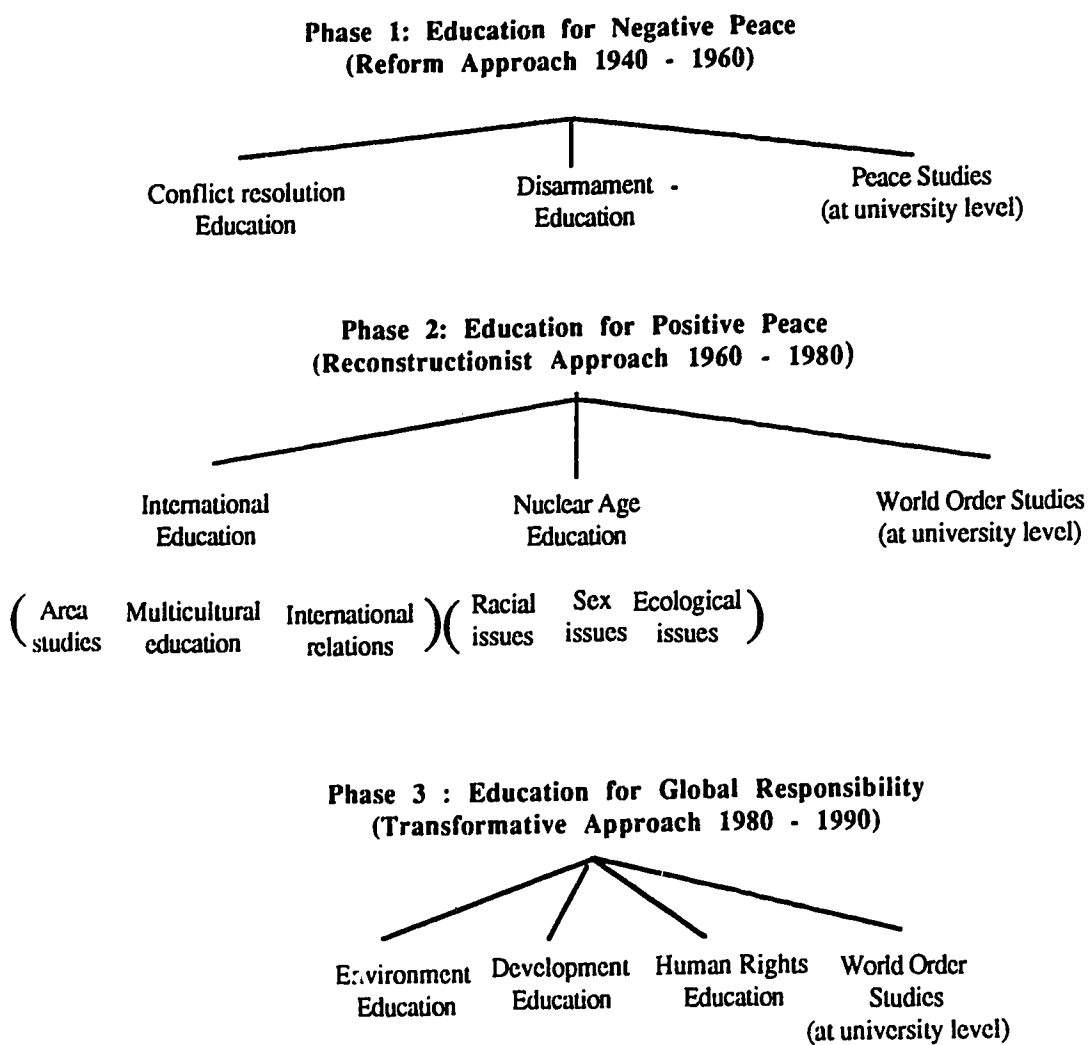 Phase 1: Education for Negative Peace
(Reform Approach 1940 - 1960)
Conflict resolution
Education
Disarmament -
Education
Peace Studies
(at university level)
Phase 2: Education for Positive Peace
(Reconstructionist Approach 1960 - 1980)
International
Education
Nuclear Age
Education
World Order Studies
(at university level)
(Area
studies
Multicultural
education
International
relations)
(Racial
issues
Sex
issues
Ecological
issues)
Phase 3 : Education for Global Responsibility
(Transformative Approach 1980 - 1990)
Environment
Education
Development
Education
Human Rights
Education
World Order
Studies
(at university level)